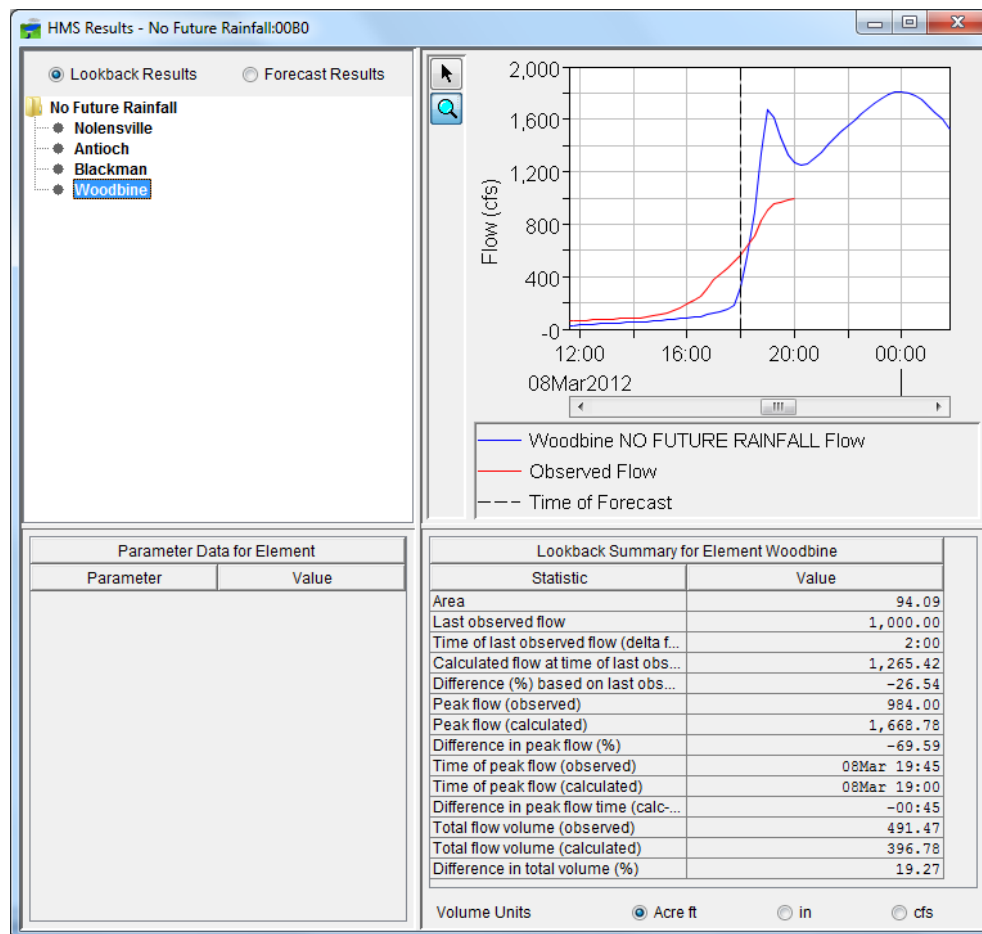 HMS Results - No Future Rainfall:00B0
Lookback Results Forecast Results
No Future Rainfall
Nolensville
Antioch
Blackman
Woodbine
2,000
1,600
1,200
800
400
-0
Flow (cfs)
12:00 16:00 20:00 00:00
08Mar2012
Woodbine NO FUTURE RAINFALL Flow
Observed Flow
Time of Forecast
Parameter Data for Element
Parameter Value
Lookback Summary for Element Woodbine
Statistic Value
Area 94.09
Last observed flow 1,000.00
Time of last observed flow (delta f... 2:00
Calculated flow at time of last obs... 1,265.42
Difference (%) based on last obs... -26.54
Peak flow (observed) 984.00
Peak flow (calculated) 1,668.78
Difference in peak flow (%) -69.59
Time of peak flow (observed) 08Mar 19:45
Time of peak flow (calculated) 08Mar 19:00
Difference in peak flow time (calc-... -00:45
Total flow volume (observed) 491.47
Total flow volume (calculated) 396.78
Difference in total volume (%) 19.27
Volume Units Acre ft in cfs